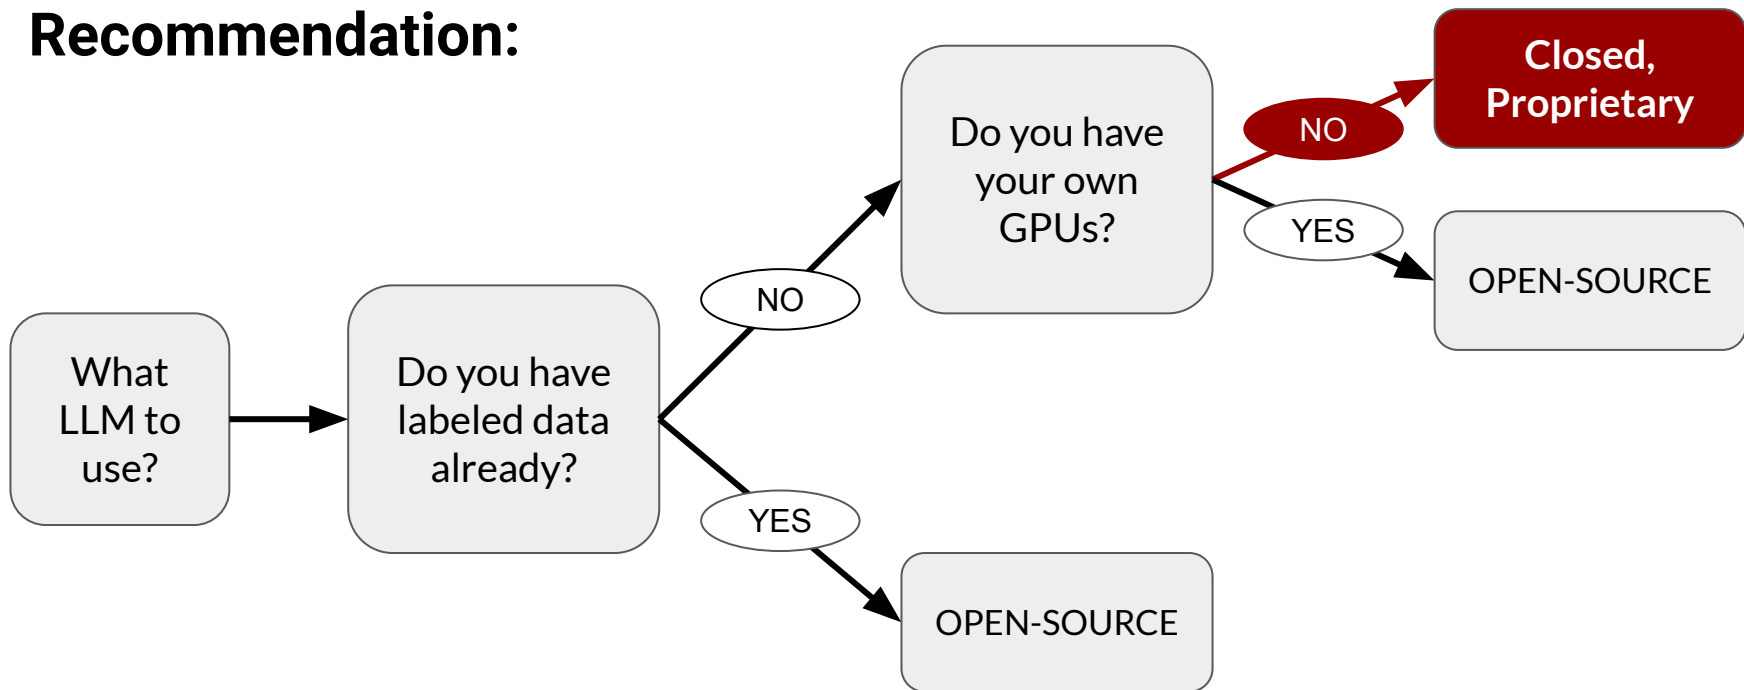 Recommendation:
What
LLM to
use?
Do you have
labeled data
already?
NO
Do you have
your own
GPUs?
NO
Closed,
Proprietary
YES
OPEN-SOURCE
YES
OPEN-SOURCE